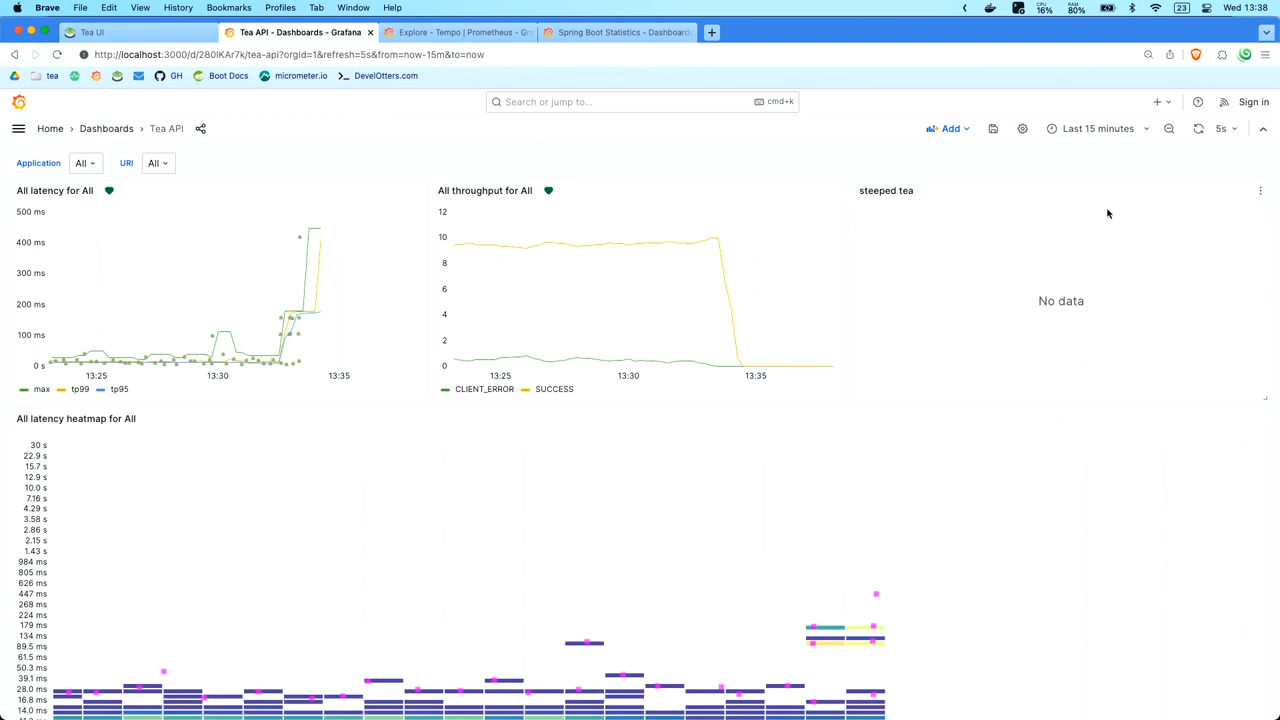 Brave File Edit View History Bookmarks Profiles Tab Window Help
CPU 16% RAM 80% 23 Wed 13:38
Tea UI
Tea API - Dashboards - Grafana
Explore - Tempo | Prometheus - Gra
Spring Boot Statistics - Dashboards
http://localhost:3000/d/280lKAr7k/tea-api?orgId=1&refresh=5s&from=now-15m&to=now
tea GH Boot Docs micrometer.io DevelOtters.com
Search or jump to... cmd+k
Sign in
Home > Dashboards > Tea API
Add Last 15 minutes 5s
Application All URI All
All latency for All
500 ms
400 ms
300 ms
200 ms
100 ms
0 s
13:25 13:30 13:35
max tp99 tp95
All throughput for All
12
10
8
6
4
2
0
13:25 13:30 13:35
CLIENT_ERROR SUCCESS
steeped tea
No data
All latency heatmap for All
30 s
22.9 s
15.7 s
12.9 s
10.0 s
7.16 s
4.29 s
3.58 s
2.86 s
2.15 s
1.43 s
984 ms
805 ms
626 ms
447 ms
268 ms
224 ms
179 ms
134 ms
89.5 ms
61.5 ms
50.3 ms
39.1 ms
28.0 ms
16.8 ms
14.0 ms